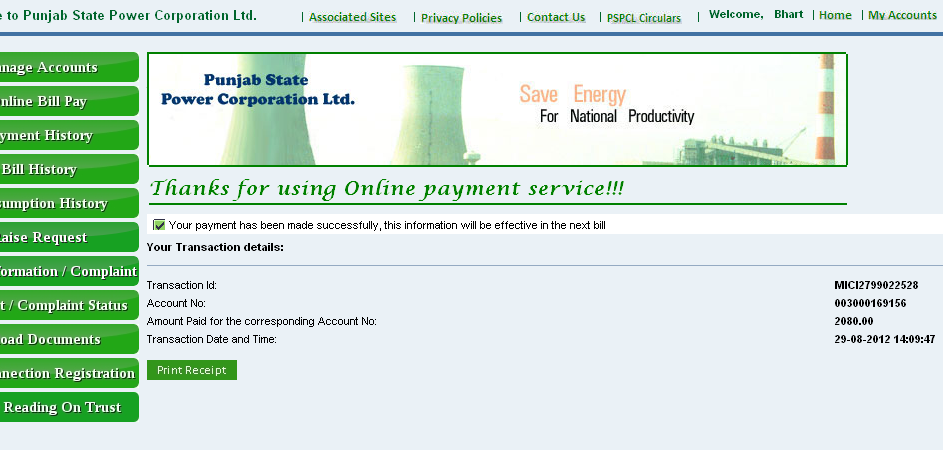 e to Punjab State Power Corporation Ltd. | Associated Sites | Privacy Policies | Contact Us | PSPCL Circulars | Welcome, Bhart | Home | My Accounts
nage Accounts
nline Bill Pay
yment History
Bill History
sumption History
Raise Request
formation / Complaint
t / Complaint Status
oad Documents
nnection Registration
Reading On Trust
Punjab State
Power Corporation Ltd.
Save Energy
For National Productivity
Thanks for using Online payment service!!!
Your payment has been made successfully, this information will be effective in the next bill
Your Transaction details:
Transaction Id: MICI2799022528
Account No: 003000169156
Amount Paid for the corresponding Account No: 2080.00
Transaction Date and Time: 29-08-2012 14:09:47
Print Receipt